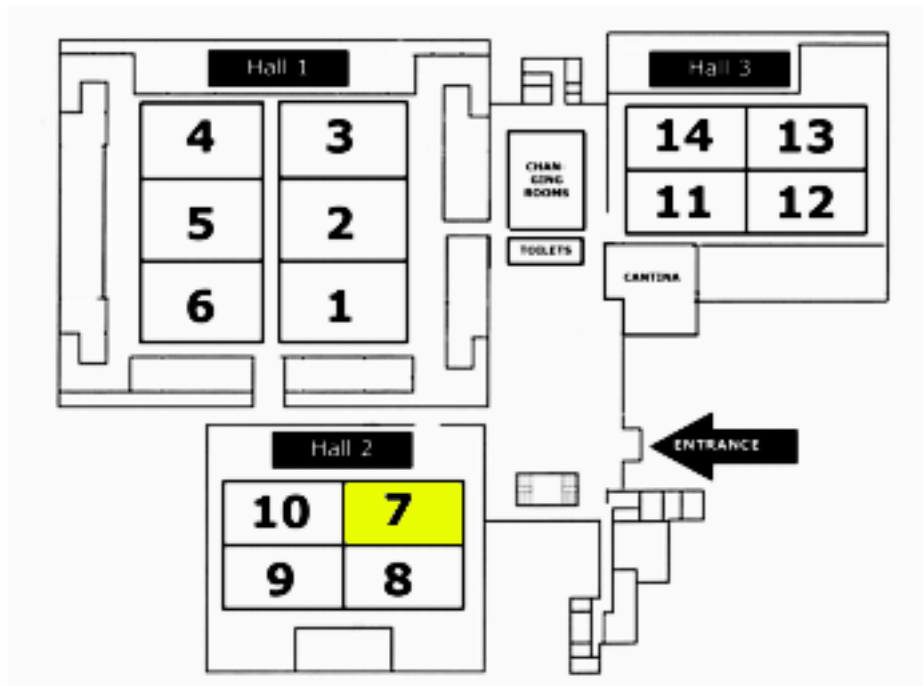 Hall 1
Hall 3
4 3
14 13
CHAN-
GING
ROOMS
5 2
11 12
TOILETS
CANTINA
6 1
ENTRANCE
Hall 2
10 7
9 8